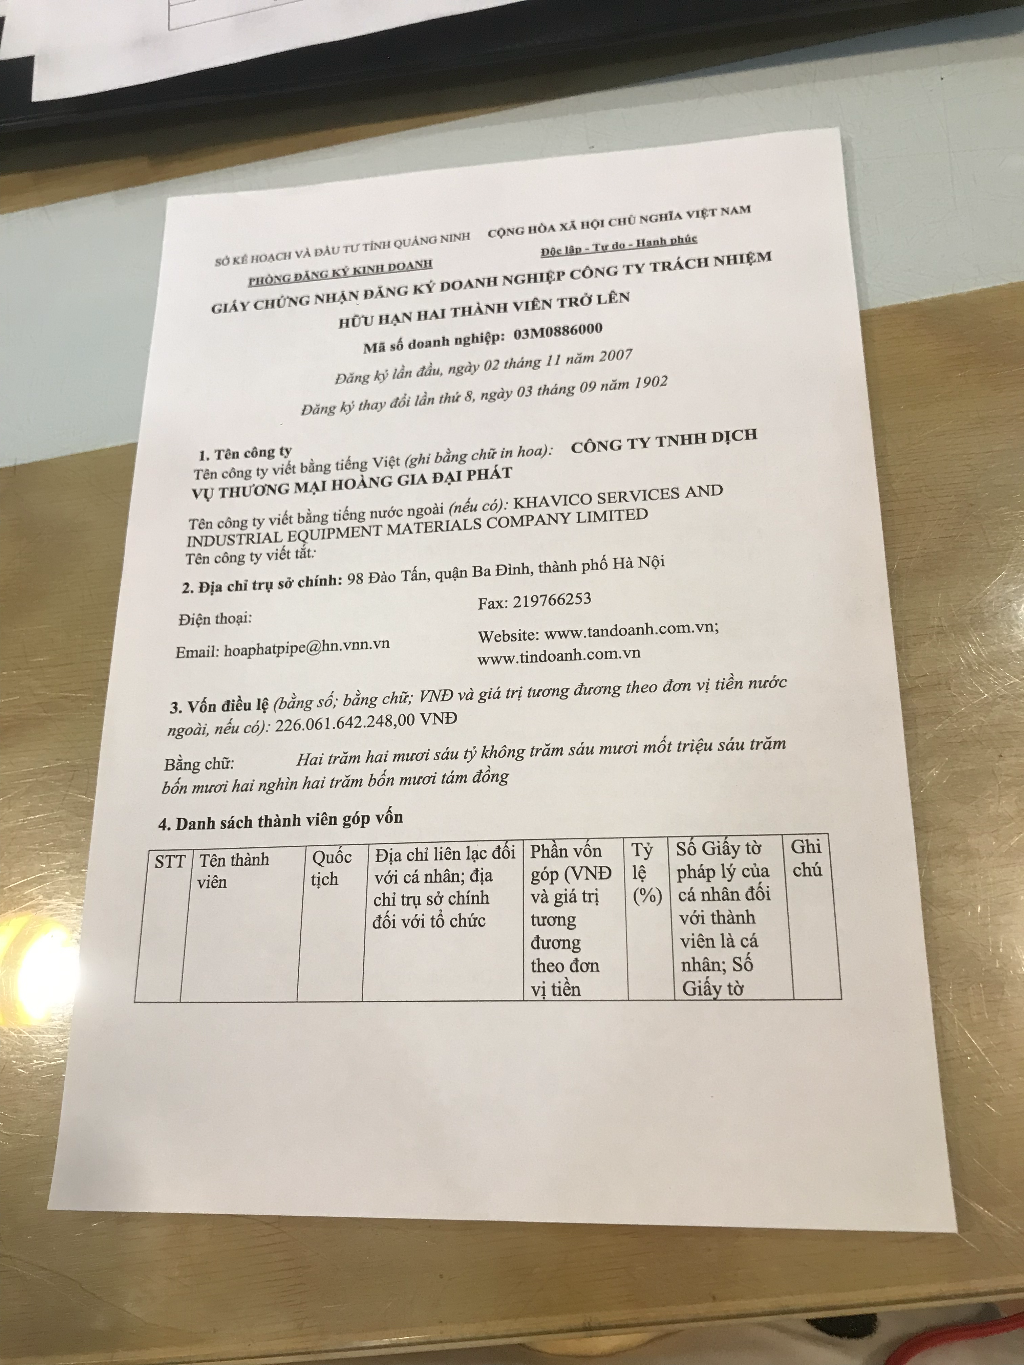 SỞ KẾ HOẠCH VÀ ĐẦU TƯ TỈNH QUẢNG NINH
PHÒNG ĐĂNG KÝ KINH DOANH
CỘNG HÒA XÃ HỘI CHỦ NGHĨA VIỆT NAM
Độc lập - Tự do - Hạnh phúc
GIẤY CHỨNG NHẬN ĐĂNG KÝ DOANH NGHIỆP CÔNG TY TRÁCH NHIỆM
HỮU HẠN HAI THÀNH VIÊN TRỞ LÊN
Mã số doanh nghiệp: 03M0886000
Đăng ký lần đầu, ngày 02 tháng 11 năm 2007
Đăng ký thay đổi lần thứ 8, ngày 03 tháng 09 năm 1902
1. Tên công ty
Tên công ty viết bằng tiếng Việt (ghi bằng chữ in hoa): CÔNG TY TNHH DỊCH
VỤ THƯƠNG MẠI HOÀNG GIA ĐẠI PHÁT
Tên công ty viết bằng tiếng nước ngoài (nếu có): KHAVICO SERVICES AND
INDUSTRIAL EQUIPMENT MATERIALS COMPANY LIMITED
Tên công ty viết tắt:
2. Địa chỉ trụ sở chính: 98 Đào Tấn, quận Ba Đình, thành phố Hà Nội
Điện thoại:
Fax: 219766253
Email: hoaphatpipe@hn.vnn.vn
Website: www.tandoanh.com.vn;
www.tindoanh.com.vn
3. Vốn điều lệ (bằng số; bằng chữ; VNĐ và giá trị tương đương theo đơn vị tiền nước
ngoài, nếu có): 226.061.642.248,00 VNĐ
Bằng chữ: Hai trăm hai mươi sáu tỷ không trăm sáu mươi mốt triệu sáu trăm
bốn mươi hai nghìn hai trăm bốn mươi tám đồng
4. Danh sách thành viên góp vốn
STT
Tên thành
viên
Quốc
tịch
Địa chỉ liên lạc đối
với cá nhân; địa
chỉ trụ sở chính
đối với tổ chức
Phần vốn
góp (VNĐ
và giá trị
tương
đương
theo đơn
vị tiền
Tỷ
lệ
(%)
Số Giấy tờ
pháp lý của
cá nhân đối
với thành
viên là cá
nhân; Số
Giấy tờ
Ghi
chú